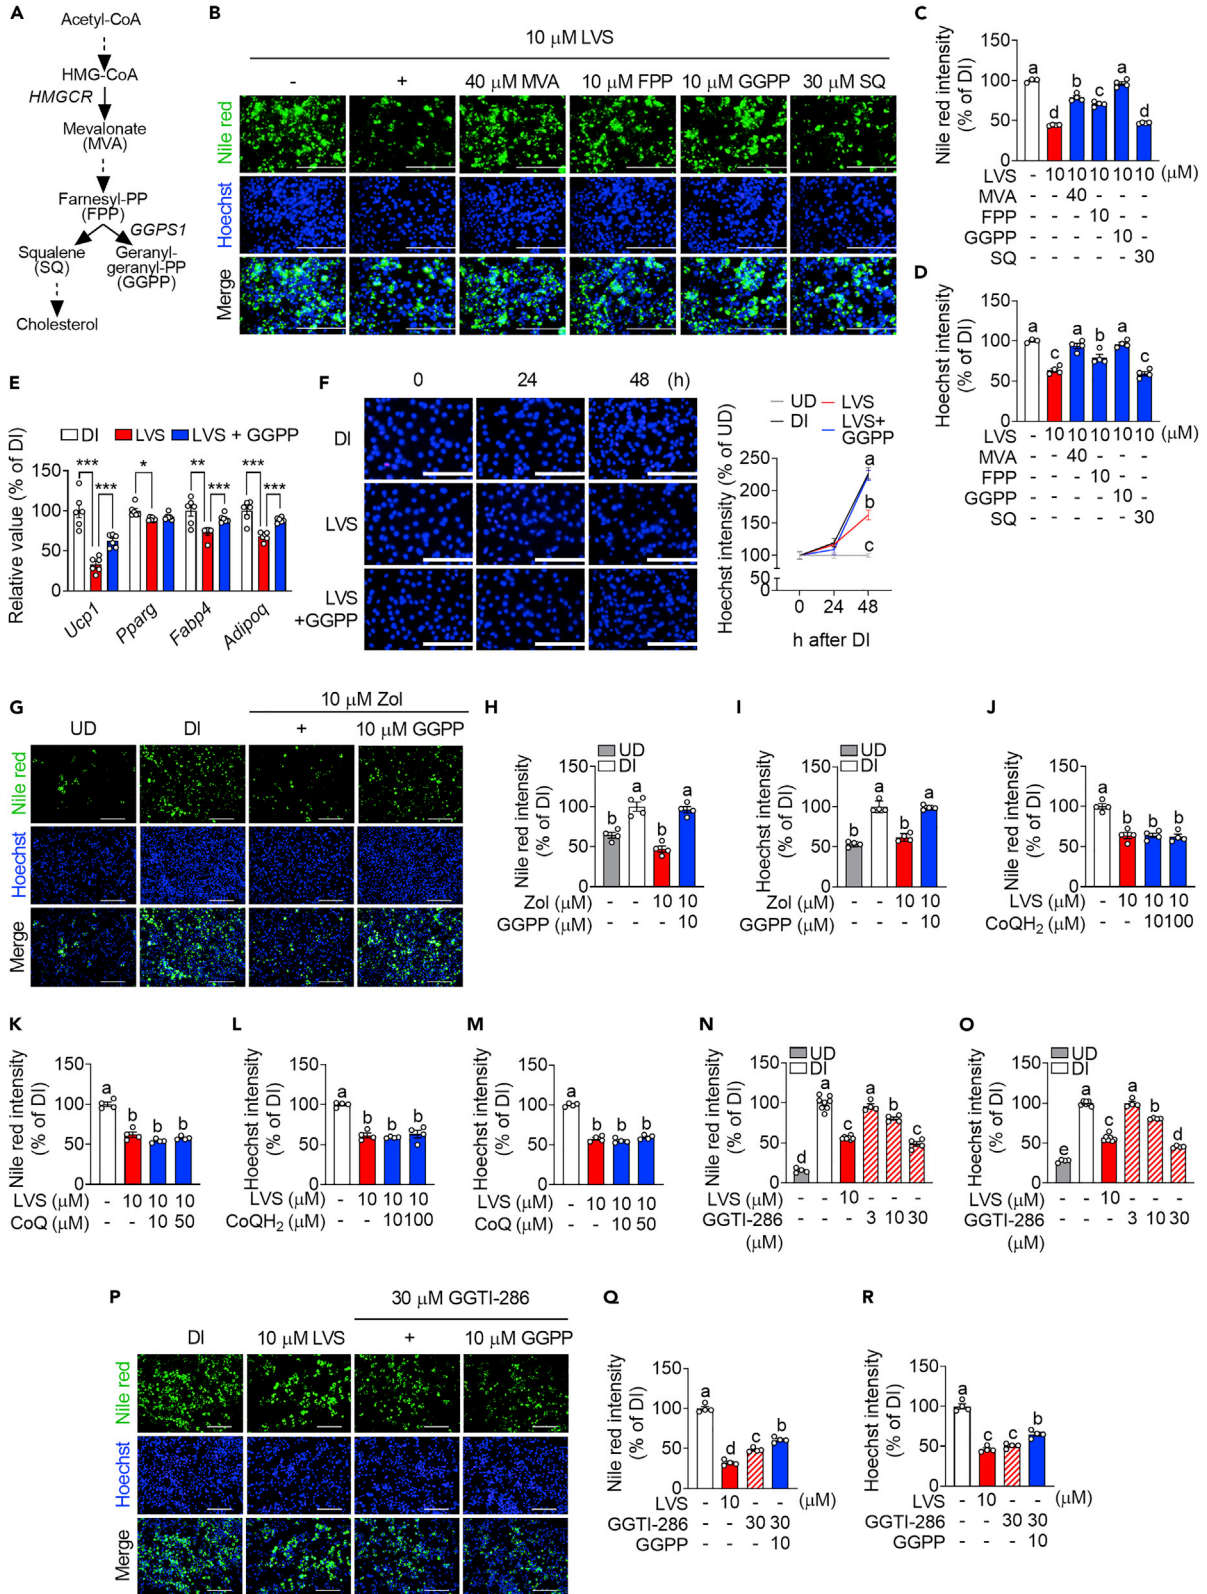 A
Acetyl-CoA
HMG-CoA
HMGCR
Mevalonate
(MVA)
Farnesyl-PP
(FPP)
GGPS1
Squalene
(SQ)
Geranyl-
geranyl-PP
(GGPP)
Cholesterol
B
10 μM LVS
- + 40 μM MVA 10 μM FPP 10 μM GGPP 30 μM SQ
Nile red
Hoechst
Merge
C
Nile red intensity
(% of DI)
150
100
50
0
a d b c a d
LVS - 10 10 10 10 10 (μM)
MVA - - 40 - - -
FPP - - - 10 - -
GGPP - - - - 10 -
SQ - - - - - 30
D
Hoechst intensity
(% of DI)
150
100
50
0
a c a b a c
LVS - 10 10 10 10 10 (μM)
MVA - - 40 - - -
FPP - - - 10 - -
GGPP - - - - 10 -
SQ - - - - - 30
E
DI LVS LVS + GGPP
Relative value (% of DI)
150
100
50
0
*** *** * ** *** *** ***
Ucp1 Pparg Fabp4 Adipoq
F
0 24 48 (h)
DI
LVS
LVS
+GGPP
UD LVS
DI LVS+
GGPP
Hoechst intensity (% of UD)
250
200
150
100
50
0
a
b
c
0 24 48
h after DI
G
10 μM Zol
UD DI + 10 μM GGPP
Nile red
Hoechst
Merge
H
UD
DI
Nile red intensity
(% of DI)
150
100
50
0
b a b a
Zol (μM) - - 10 10
GGPP (μM) - - - 10
I
UD
DI
Hoechst intensity
(% of DI)
150
100
50
0
b a b a
Zol (μM) - - 10 10
GGPP (μM) - - - 10
J
Nile red intensity
(% of DI)
150
100
50
0
a b b b
LVS (μM) - 10 10 10
CoQH2 (μM) - - 10 100
K
Nile red intensity
(% of DI)
150
100
50
0
a b b b
LVS (μM) - 10 10 10
CoQ (μM) - - 10 50
L
Hoechst intensity
(% of DI)
150
100
50
0
a b b b
LVS (μM) - 10 10 10
CoQH2 (μM) - - 10 100
M
Hoechst intensity
(% of DI)
150
100
50
0
a b b b
LVS (μM) - 10 10 10
CoQ (μM) - - 10 50
N
UD
DI
Nile red intensity
(% of DI)
150
100
50
0
d a c a b c
LVS (μM) - - 10 - - -
GGTI-286 - - - 3 10 30
(μM)
O
UD
DI
Hoechst intensity
(% of DI)
150
100
50
0
e a c a b d
LVS (μM) - - 10 - - -
GGTI-286 - - - 3 10 30
(μM)
P
30 μM GGTI-286
DI 10 μM LVS + 10 μM GGPP
Nile red
Hoechst
Merge
Q
Nile red intensity
(% of DI)
150
100
50
0
a d c b
LVS - 10 - - (μM)
GGTI-286 - - 30 30
GGPP - - - 10
R
Hoechst intensity
(% of DI)
150
100
50
0
a c c b
LVS - 10 - - (μM)
GGTI-286 - - 30 30
GGPP - - - 10